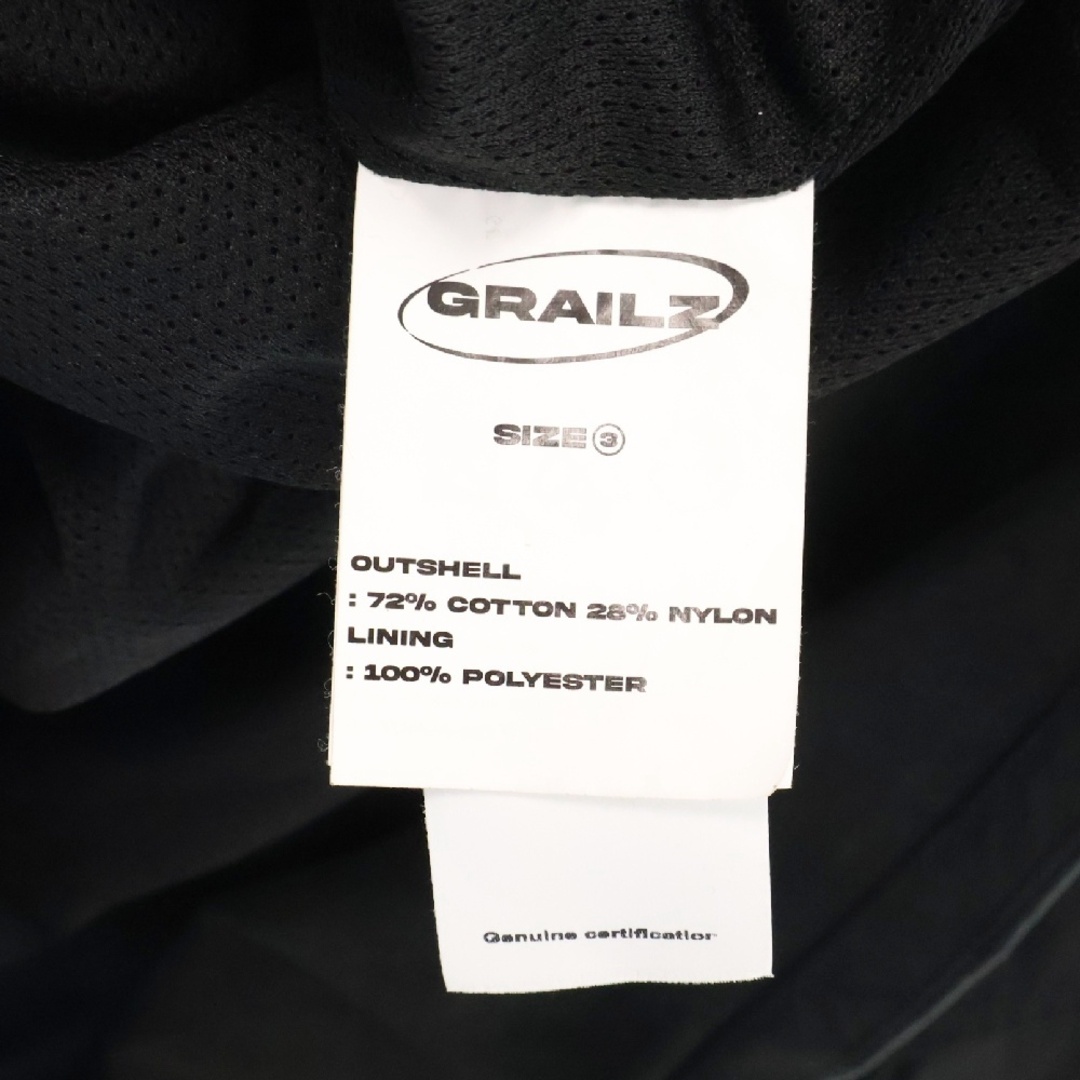 GRAILZ
SIZE 3
OUTSHELL
: 72% COTTON 28% NYLON
LINING
: 100% POLYESTER
Genuine certification